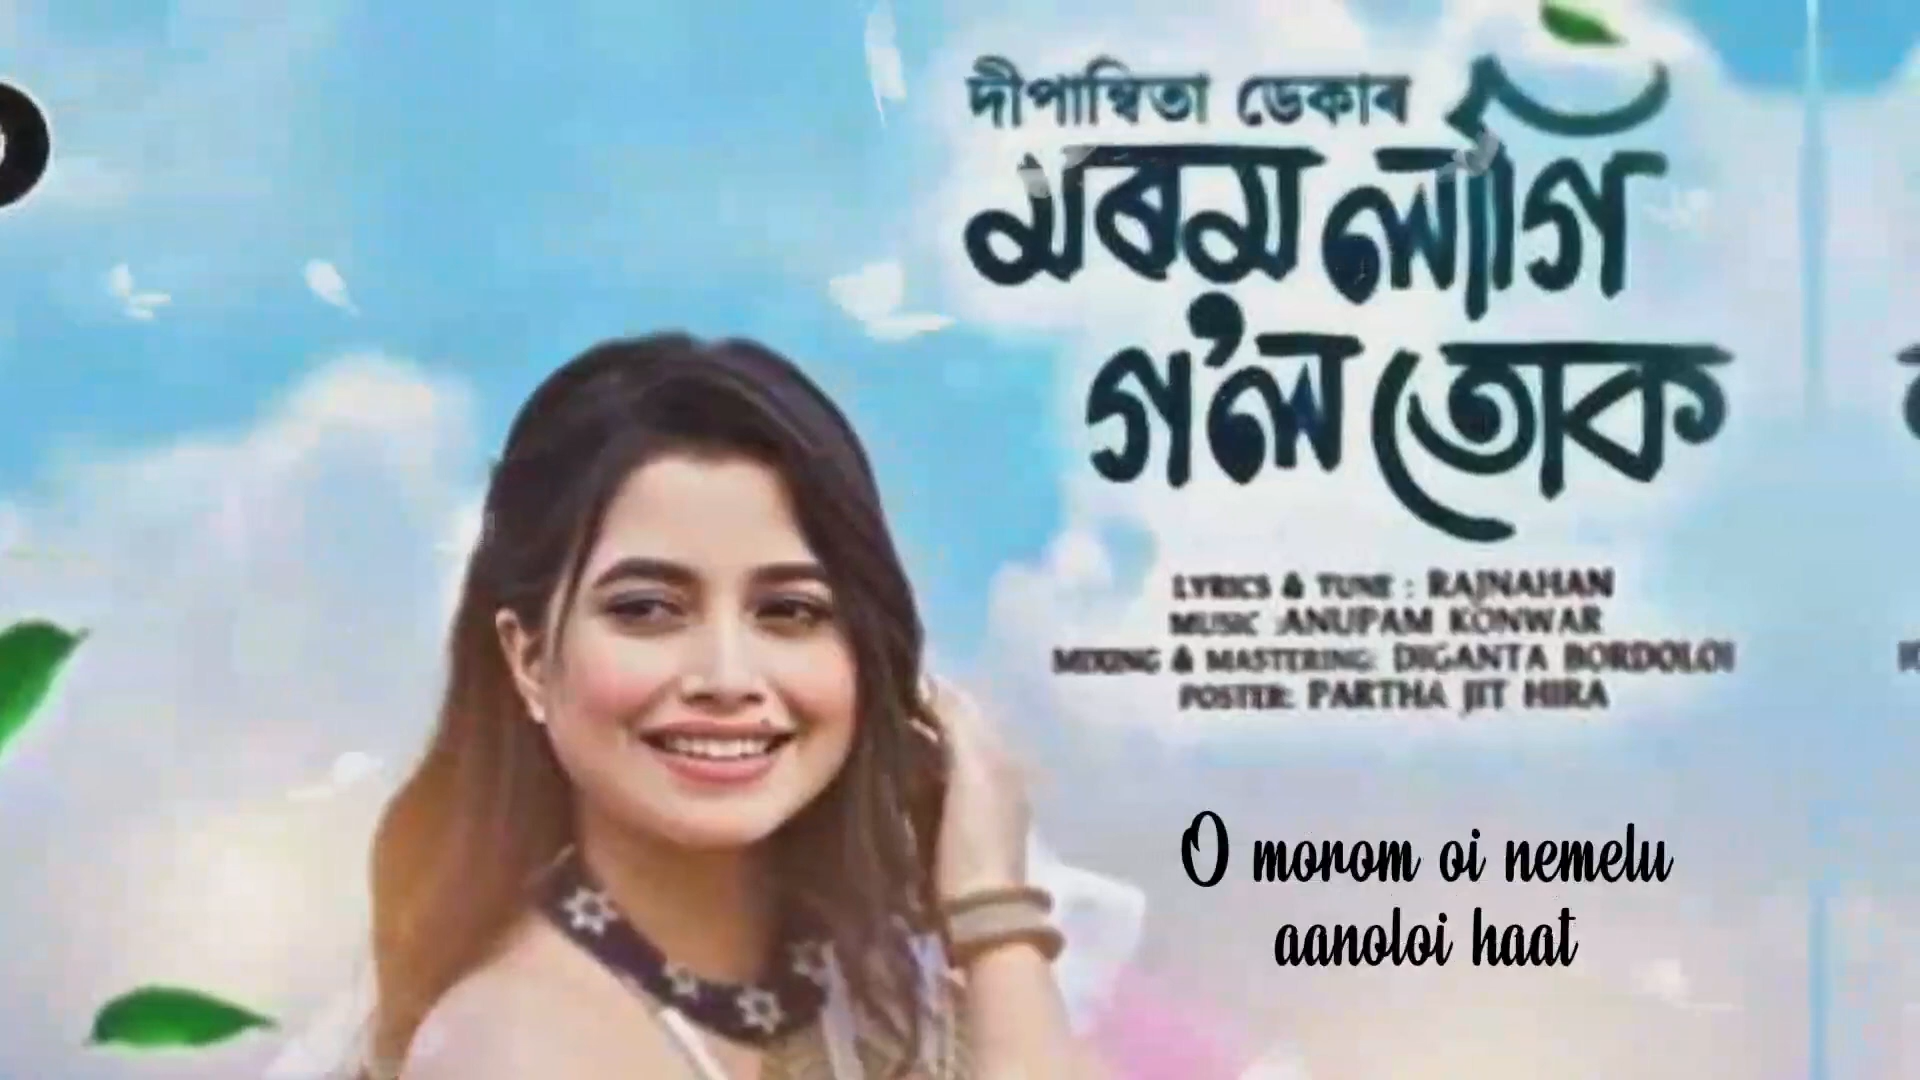 দীপান্বিতা ডেকাৰ
মৰম লাগি
গ'ল তোক
LYRICS & TUNE : RAJNAHAN
MUSIC :ANUPAM KONWAR
MIXING & MASTERING: DIGANTA BORDOLOI
POSTER: PARTHA JIT HIRA
O morom oi nemelu
aanoloi haat